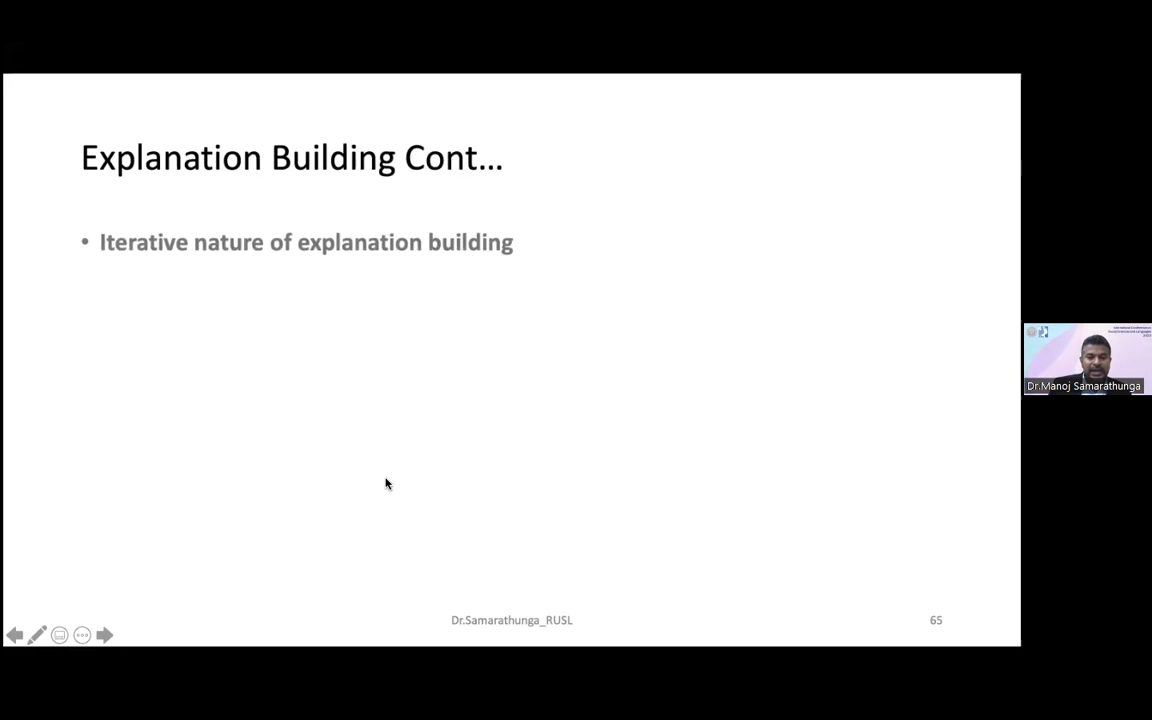 Explanation Building Cont...
• Iterative nature of explanation building
Dr.Manoj Samarathunga
Dr.Samarathunga_RUSL
65